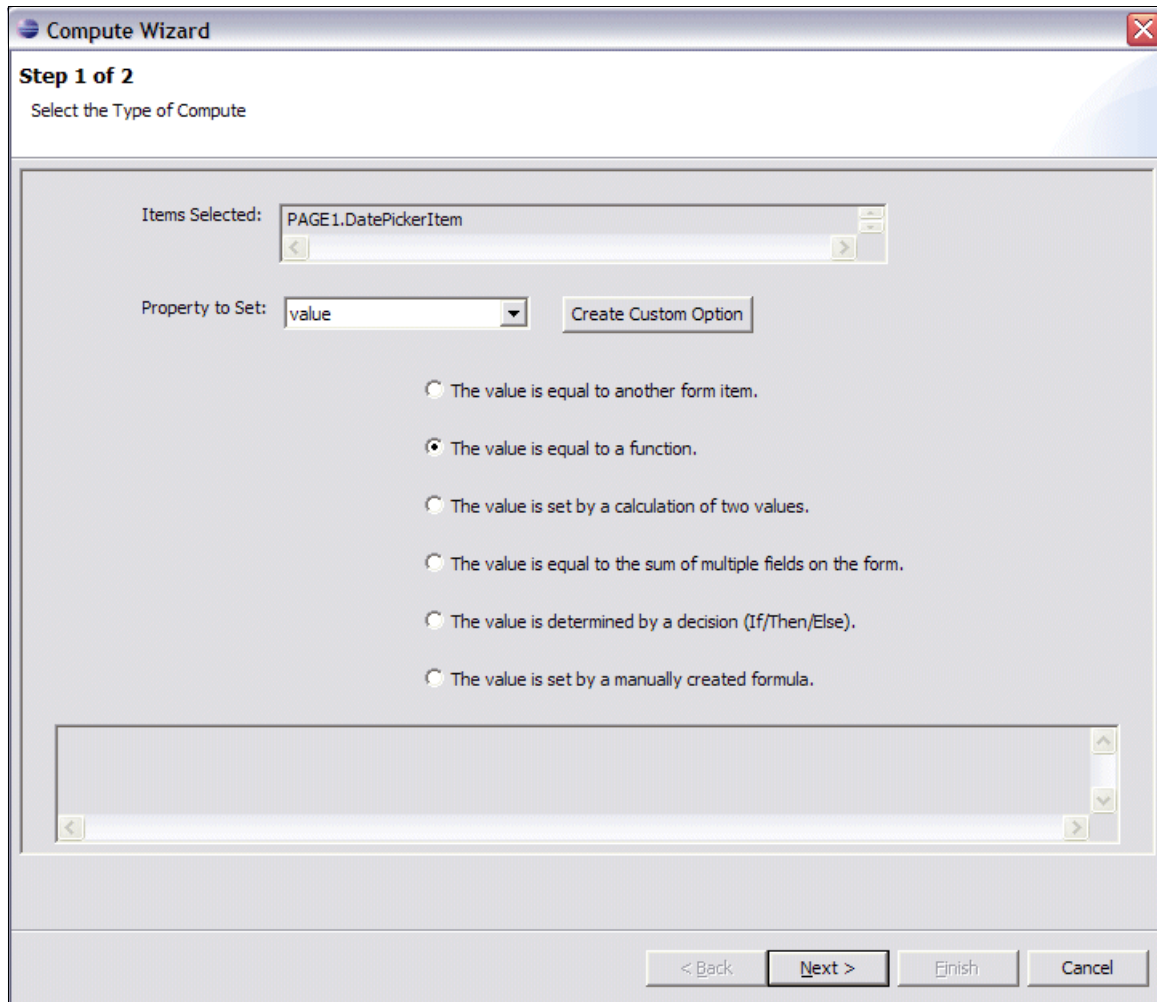 Compute Wizard
Step 1 of 2
Select the Type of Compute
Items Selected:
PAGE1.DatePickerItem
Property to Set:
value
Create Custom Option
The value is equal to another form item.
The value is equal to a function.
The value is set by a calculation of two values.
The value is equal to the sum of multiple fields on the form.
The value is determined by a decision (If/Then/Else).
The value is set by a manually created formula.
< Back
Next >
Finish
Cancel